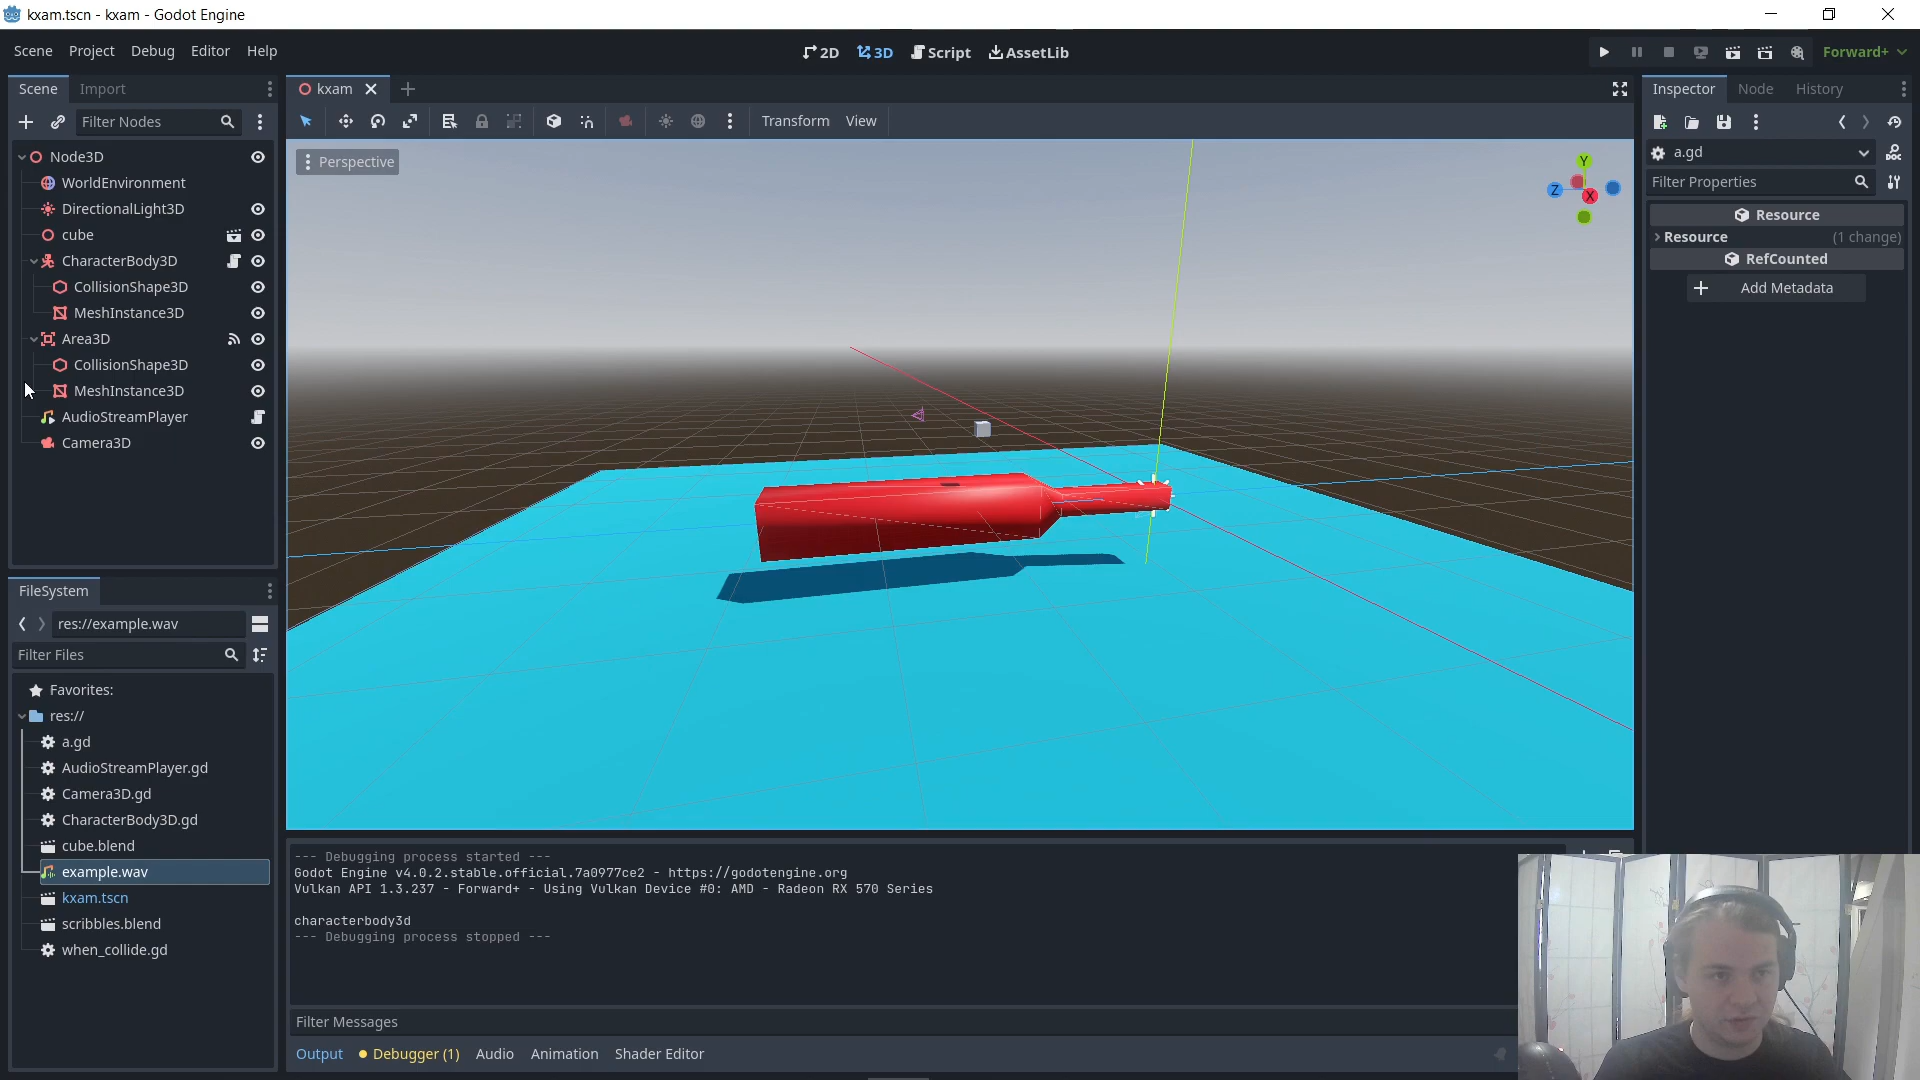 kxam.tscn - kxam - Godot Engine
Scene Project Debug Editor Help
2D 3D Script AssetLib
Forward+
Scene Import
Filter Nodes
Node3D
WorldEnvironment
DirectionalLight3D
cube
CharacterBody3D
CollisionShape3D
MeshInstance3D
Area3D
CollisionShape3D
MeshInstance3D
AudioStreamPlayer
Camera3D
FileSystem
res://example.wav
Filter Files
Favorites:
res://
a.gd
AudioStreamPlayer.gd
Camera3D.gd
CharacterBody3D.gd
cube.blend
example.wav
kxam.tscn
scribbles.blend
when_collide.gd
kxam
Transform View
Perspective
Y
Z
X
--- Debugging process started ---
Godot Engine v4.0.2.stable.official.7a0977ce2 - https://godotengine.org
Vulkan API 1.3.237 - Forward+ - Using Vulkan Device #0: AMD - Radeon RX 570 Series
characterbody3d
--- Debugging process stopped ---
Filter Messages
Output Debugger (1) Audio Animation Shader Editor
Inspector Node History
a.gd
DOC
Filter Properties
Resource
Resource (1 change)
RefCounted
Add Metadata